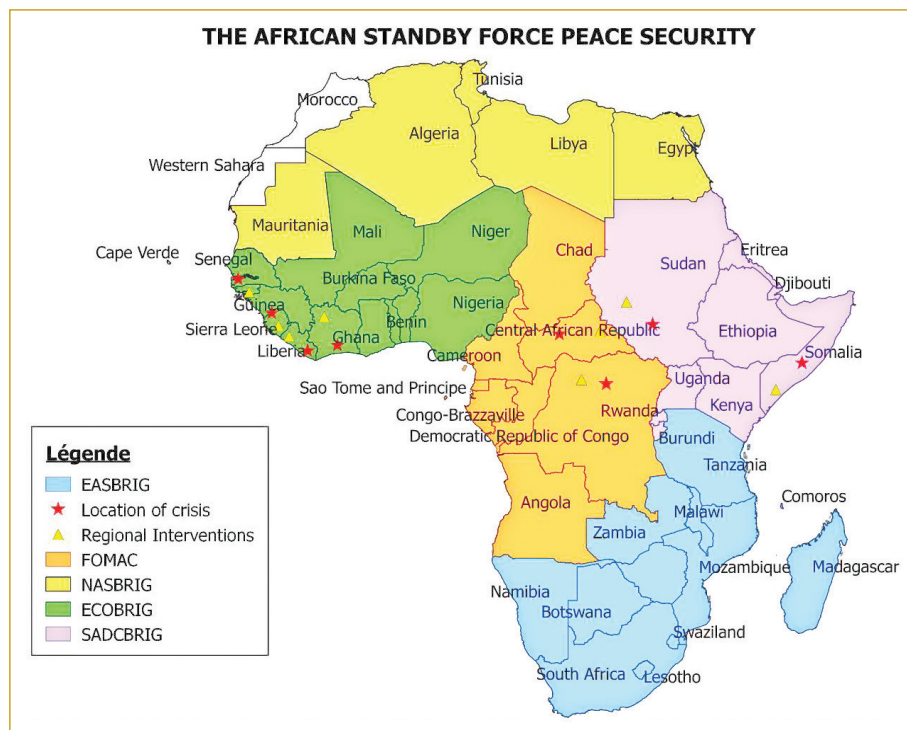 THE AFRICAN STANDBY FORCE PEACE SECURITY
Tunisia
Morocco
Algeria
Libya
Egypt
Western Sahara
Mauritania
Mali
Niger
Chad
Sudan
Eritrea
Cape Verde
Senegal
Burkina Faso
Djibouti
Guinea
Nigeria
Benin
Ghana
Sierra Leone
Central African Republic
Ethiopia
Liberia
Cameroon
Somalia
Uganda
Sao Tome and Principe
Kenya
Rwanda
Congo-Brazzaville
Democratic Republic of Congo
Burundi
Tanzania
Légende
EASBRIG
Location of crisis
Regional Interventions
FOMAC
NASBRIG
ECOBRIG
SADCBRIG
Angola
Comoros
Malawi
Zambia
Mozambique
Madagascar
Namibia
Botswana
Swaziland
South Africa
Lesotho